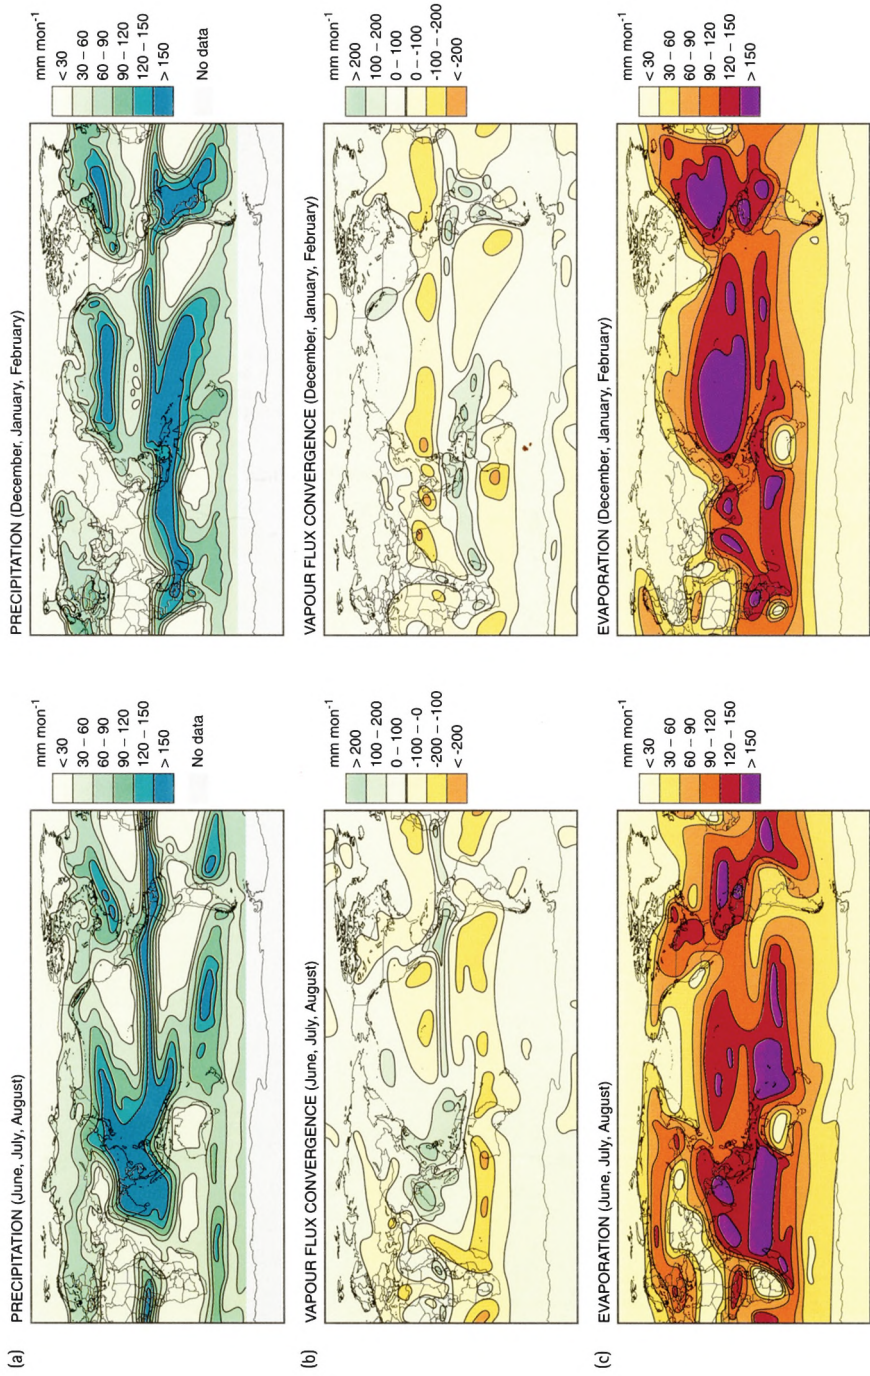 (a)
PRECIPITATION (June, July, August)
mm mon⁻¹
< 30
30 – 60
60 – 90
90 – 120
120 – 150
> 150
No data
PRECIPITATION (December, January, February)
mm mon⁻¹
< 30
30 – 60
60 – 90
90 – 120
120 – 150
> 150
No data
(b)
VAPOUR FLUX CONVERGENCE (June, July, August)
mm mon⁻¹
> 200
100 – 200
0 – 100
-100 – -0
-200 – -100
< -200
VAPOUR FLUX CONVERGENCE (December, January, February)
mm mon⁻¹
> 200
100 – 200
0 – 100
0 – -100
-100 – -200
< -200
(c)
EVAPORATION (June, July, August)
mm mon⁻¹
< 30
30 – 60
60 – 90
90 – 120
120 – 150
> 150
EVAPORATION (December, January, February)
mm mon⁻¹
< 30
30 – 60
60 – 90
90 – 120
120 – 150
> 150